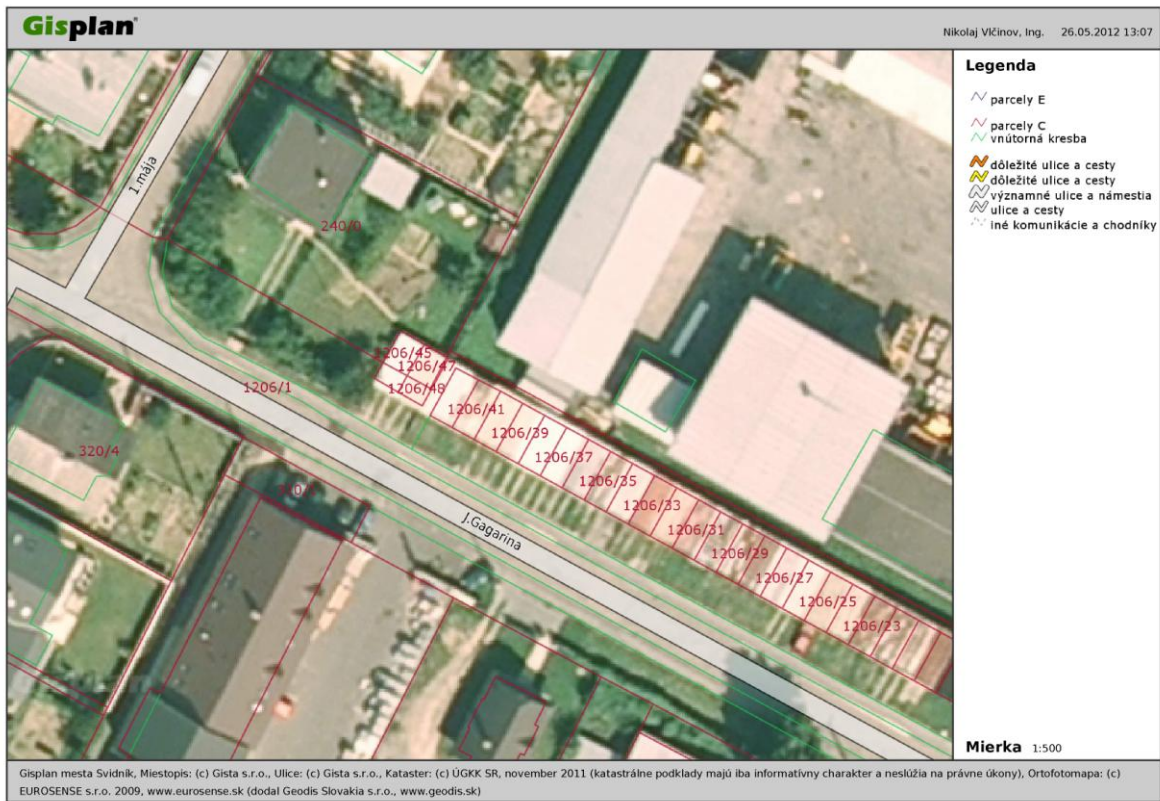 Gisplan
Nikolaj Vlčinov, Ing. 26.05.2012 13:07
Legenda
parcely E
parcely C
vnútorná kresba
dôležité ulice a cesty
dôležité ulice a cesty
významné ulice a námestia
ulice a cesty
iné komunikácie a chodníky
1.mája
240/0
1206/45
1206/47
1206/48
1206/1
1206/41
1206/39
1206/37
320/4
1206/35
1206/33
J.Gagarina
1206/31
1206/29
1206/27
1206/25
1206/23
Mierka 1:500
Gisplan mesta Svidník, Miestopis: (c) Gista s.r.o., Ulice: (c) Gista s.r.o., Kataster: (c) ÚGKK SR, november 2011 (katastrálne podklady majú iba informatívny charakter a neslúžia na právne úkony), Ortofotomapa: (c)
EUROSENSE s.r.o. 2009, www.eurosense.sk (dodal Geodis Slovakia s.r.o., www.geodis.sk)